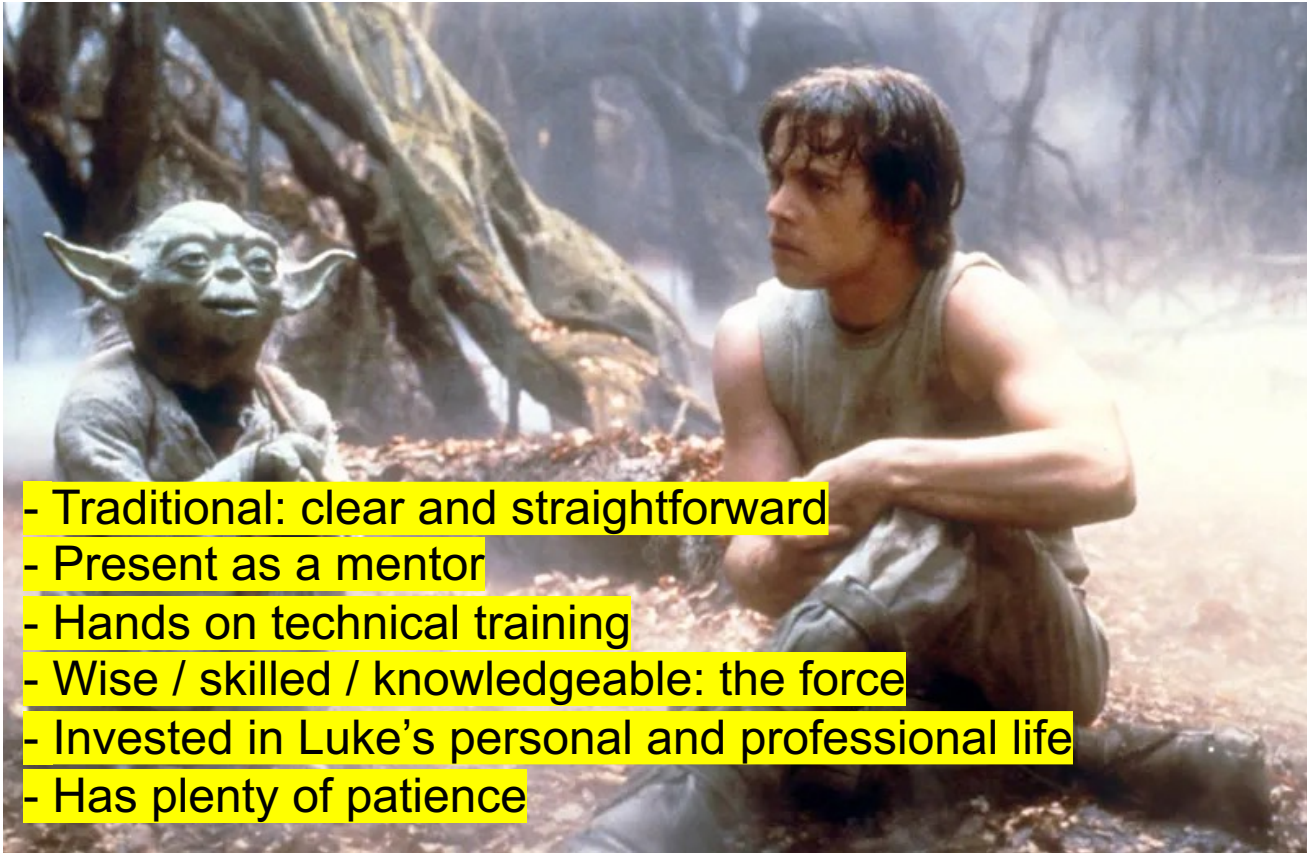 - Traditional: clear and straightforward
- Present as a mentor
- Hands on technical training
- Wise / skilled / knowledgeable: the force
- Invested in Luke’s personal and professional life
- Has plenty of patience